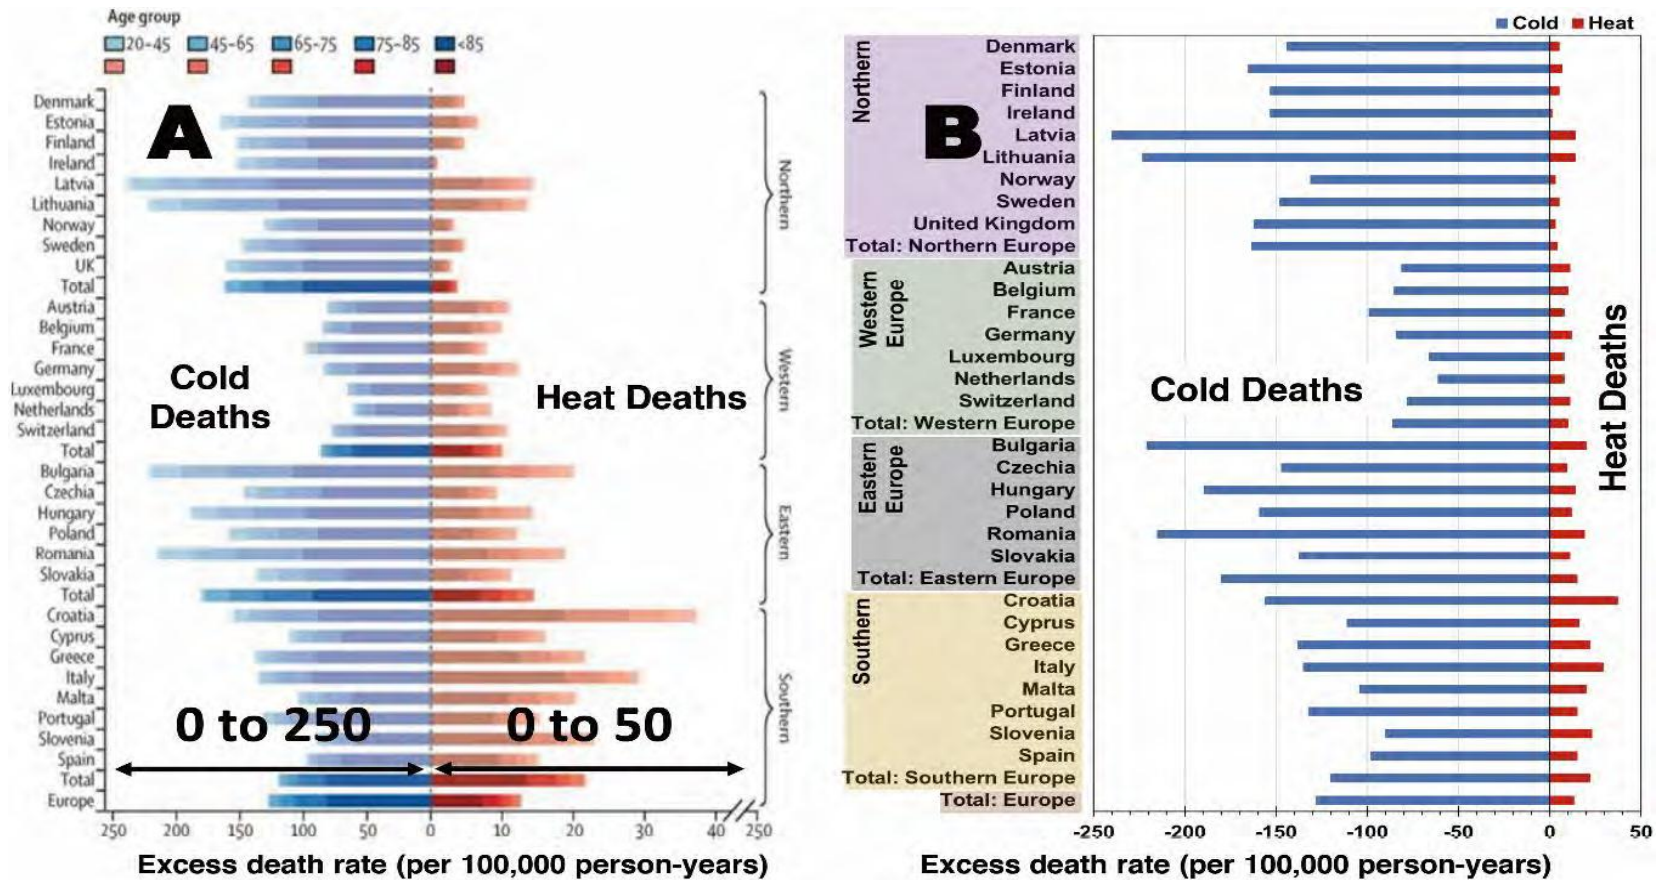 Age group
20–45 45–65 65–75 75–85 <85
A
Denmark
Estonia
Finland
Ireland
Latvia
Lithuania
Norway
Sweden
UK
Total
Northern
Austria
Belgium
France
Germany
Luxembourg
Netherlands
Switzerland
Total
Western
Bulgaria
Czechia
Hungary
Poland
Romania
Slovakia
Total
Eastern
Croatia
Cyprus
Greece
Italy
Malta
Portugal
Slovenia
Spain
Total
Southern
Europe
Cold
Deaths
Heat Deaths
0 to 250
0 to 50
250 200 150 100 50 0 10 20 30 40 250
Excess death rate (per 100,000 person-years)
Cold Heat
B
Northern
Denmark
Estonia
Finland
Ireland
Latvia
Lithuania
Norway
Sweden
United Kingdom
Total: Northern Europe
Western
Europe
Austria
Belgium
France
Germany
Luxembourg
Netherlands
Switzerland
Total: Western Europe
Eastern
Europe
Bulgaria
Czechia
Hungary
Poland
Romania
Slovakia
Total: Eastern Europe
Southern
Croatia
Cyprus
Greece
Italy
Malta
Portugal
Slovenia
Spain
Total: Southern Europe
Total: Europe
Cold Deaths
Heat Deaths
-250 -200 -150 -100 -50 0 50
Excess death rate (per 100,000 person-years)